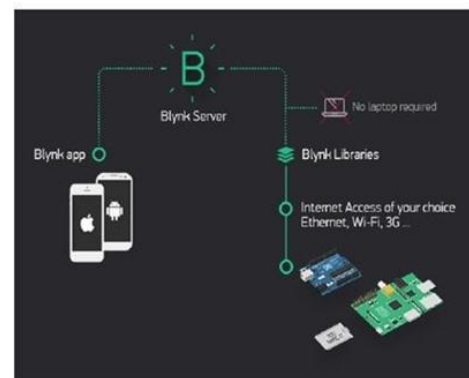 B
Blynk Server
No laptop required
Blynk app
Blynk Libraries
Internet Access of your choice
Ethernet, Wi-Fi, 3G ...